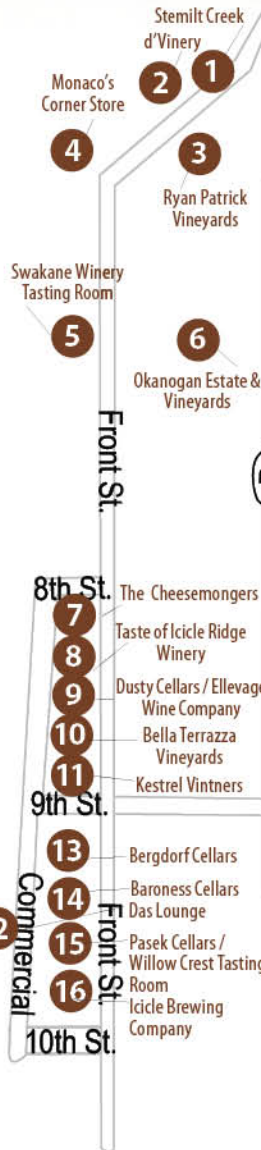 Stemilt Creek
d'Vinery
2
1
Monaco's
Corner Store
4
3
Ryan Patrick
Vineyards
Swakane Winery
Tasting Room
5
6
Okanogan Estate &
Vineyards
Front St.
8th St.
7
The Cheesemongers
8
Taste of Icicle Ridge
Winery
9
Dusty Cellars / Ellevage
Wine Company
10
Bella Terrazza
Vineyards
11
Kestrel Vintners
9th St.
13
Bergdorf Cellars
Commercial
14
Baroness Cellars
2
Das Lounge
Front St.
15
Pasek Cellars /
Willow Crest Tasting
Room
16
Icicle Brewing
Company
10th St.